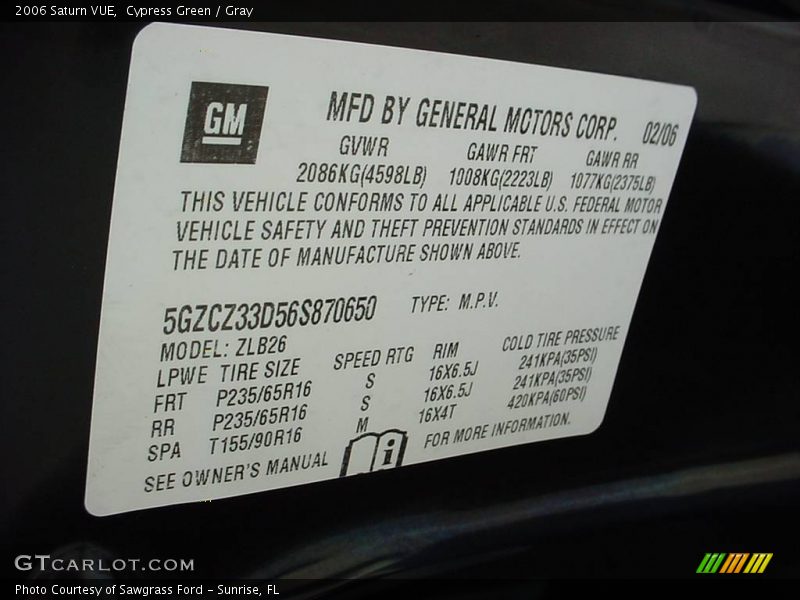 2006 Saturn VUE,  Cypress Green / Gray
GM
MFD BY GENERAL MOTORS CORP. 02/06
GVWR GAWR FRT GAWR RR
2086KG(4598LB) 1008KG(2223LB) 1077KG(2375LB)
THIS VEHICLE CONFORMS TO ALL APPLICABLE U.S. FEDERAL MOTOR
VEHICLE SAFETY AND THEFT PREVENTION STANDARDS IN EFFECT ON
THE DATE OF MANUFACTURE SHOWN ABOVE.
5GZCZ33D56S870650 TYPE: M.P.V.
MODEL: ZLB26
LPWE TIRE SIZE SPEED RTG RIM COLD TIRE PRESSURE
FRT P235/65R16 S 16X6.5J 241KPA(35PSI)
RR P235/65R16 S 16X6.5J 241KPA(35PSI)
SPA T155/90R16 M 16X4T 420KPA(60PSI)
SEE OWNER'S MANUAL i FOR MORE INFORMATION.
GTCARLOT.COM
Photo Courtesy of Sawgrass Ford - Sunrise, FL